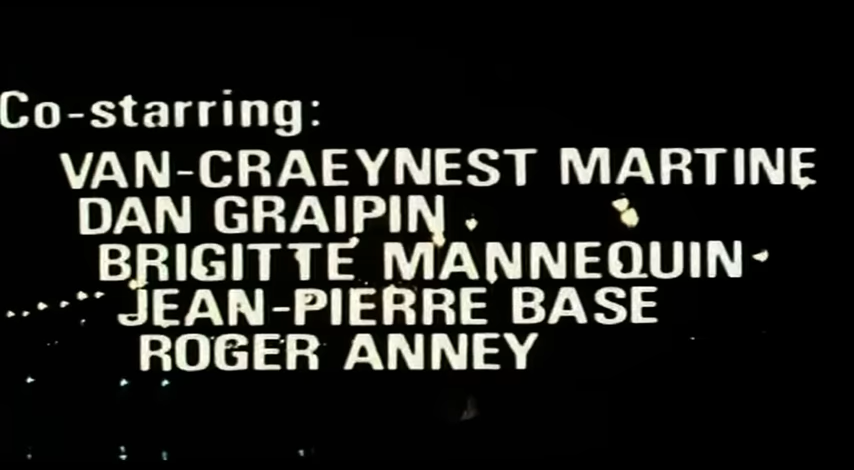 Co-starring:
VAN-CRAEYNEST MARTINE
DAN GRAIPIN
BRIGITTE MANNEQUIN
JEAN-PIERRE BASE
ROGER ANNEY